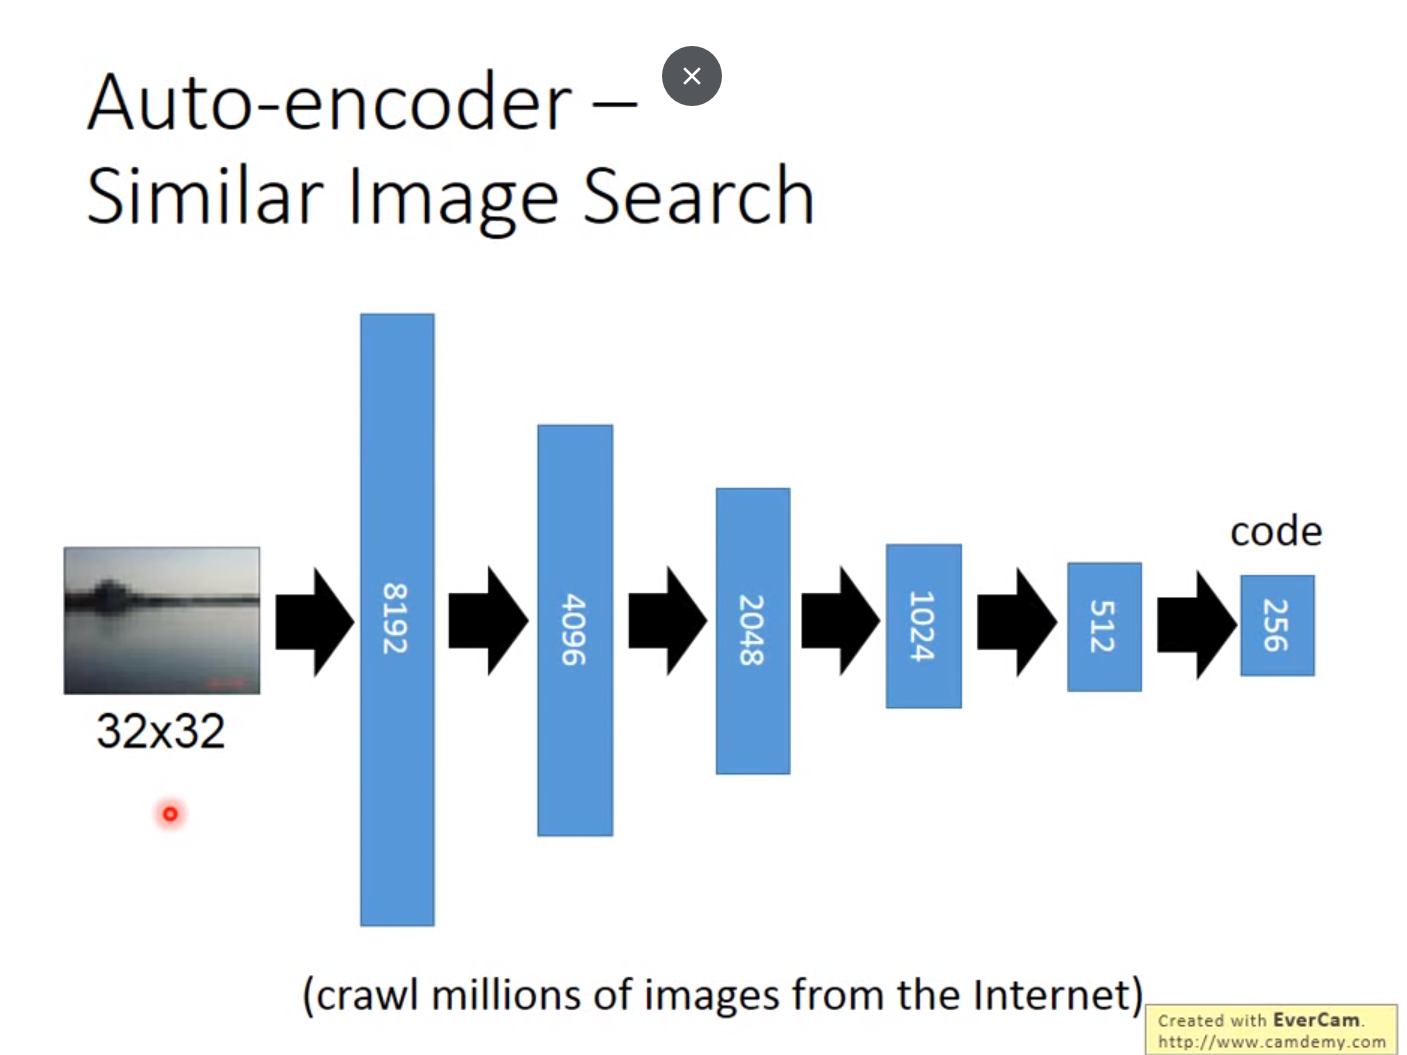 Auto-encoder –
Similar Image Search
32x32
8192
4096
2048
1024
512
code
256
(crawl millions of images from the Internet)
Created with EverCam.
http://www.camdemy.com